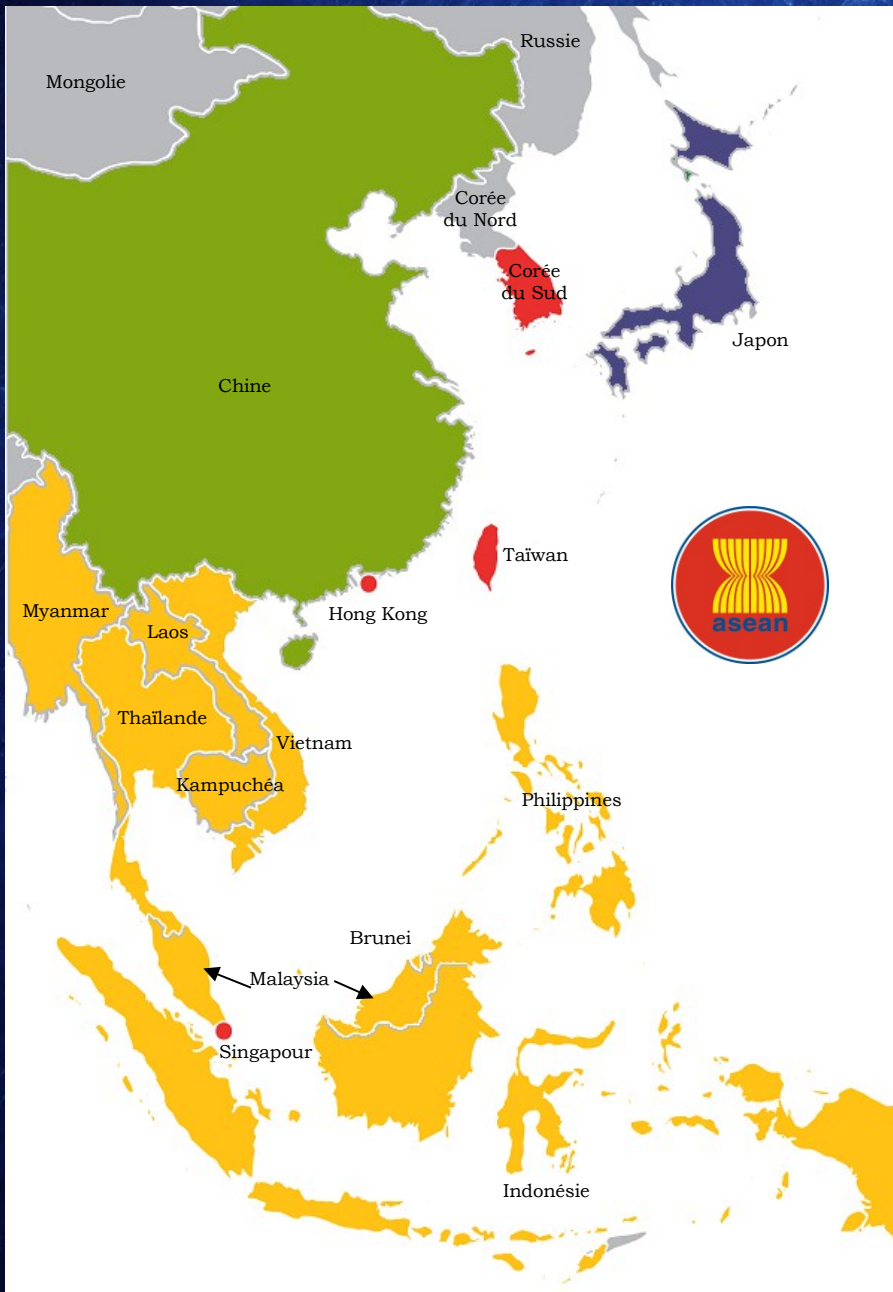 Russie
Mongolie
Corée
du Nord
Corée
du Sud
Japon
Chine
Taïwan
Hong Kong
asean
Myanmar
Laos
Thaïlande
Vietnam
Kampuchéa
Philippines
Brunei
Malaysia
Singapour
Indonésie